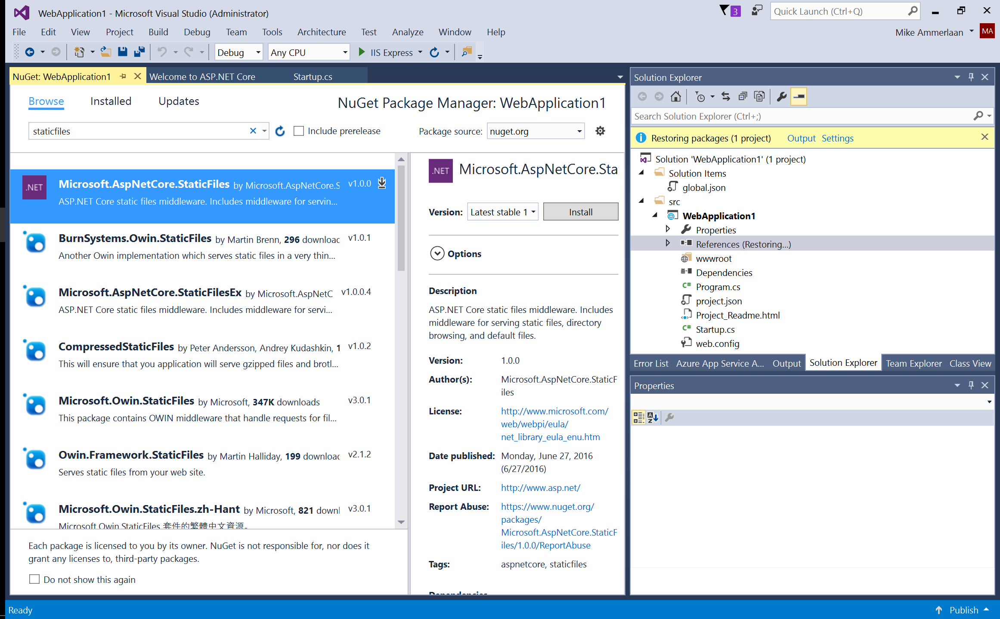 WebApplication1 - Microsoft Visual Studio (Administrator)
3
Quick Launch (Ctrl+Q)
File Edit View Project Build Debug Team Tools Architecture Test Analyze Window Help
Mike Ammerlaan
MA
Debug
Any CPU
IIS Express
NuGet: WebApplication1
Welcome to ASP.NET Core
Startup.cs
Browse
Installed
Updates
NuGet Package Manager: WebApplication1
staticfiles
Include prerelease
Package source:
nuget.org
.NET
Microsoft.AspNetCore.StaticFiles by Microsoft.AspNetCore.S
v1.0.0
ASP.NET Core static files middleware. Includes middleware for servin...
BurnSystems.Owin.StaticFiles by Martin Brenn, 296 downloac
v1.0.1
Another Owin implementation which serves static files in a very thin...
Microsoft.AspNetCore.StaticFilesEx by Microsoft.AspNetC
v1.0.0.4
ASP.NET Core static files middleware. Includes middleware for servi...
CompressedStaticFiles by Peter Andersson, Andrey Kudashkin, 1
v1.0.2
This will ensure that you application will serve gzipped files and brotl...
Microsoft.Owin.StaticFiles by Microsoft, 347K downloads
v3.0.1
This package contains OWIN middleware that handle requests for fil...
Owin.Framework.StaticFiles by Martin Halliday, 199 downloac
v2.1.2
Serves static files from your web site.
Microsoft.Owin.StaticFiles.zh-Hant by Microsoft, 821 downl
v3.0.1
Microsoft.Owin.StaticFiles 套件的繁體中文資源。
Each package is licensed to you by its owner. NuGet is not responsible for, nor does it
grant any licenses to, third-party packages.
Do not show this again
.NET
Microsoft.AspNetCore.Sta
Version:
Latest stable 1
Install
Options
Description
ASP.NET Core static files middleware. Includes
middleware for serving static files, directory
browsing, and default files.
Version: 1.0.0
Author(s): Microsoft.AspNetCore.StaticF
iles
License: http://www.microsoft.com/
web/webpi/eula/
net_library_eula_enu.htm
Date published: Monday, June 27, 2016
(6/27/2016)
Project URL: http://www.asp.net/
Report Abuse: https://www.nuget.org/
packages/
Microsoft.AspNetCore.StaticF
iles/1.0.0/ReportAbuse
Tags: aspnetcore, staticfiles
Dependencies
Solution Explorer
Search Solution Explorer (Ctrl+;)
Restoring packages (1 project)
Output
Settings
Solution 'WebApplication1' (1 project)
Solution Items
global.json
src
WebApplication1
Properties
References (Restoring...)
wwwroot
Dependencies
C# Program.cs
project.json
Project_Readme.html
C# Startup.cs
web.config
Error List
Azure App Service A...
Output
Solution Explorer
Team Explorer
Class View
Properties
Ready
Publish